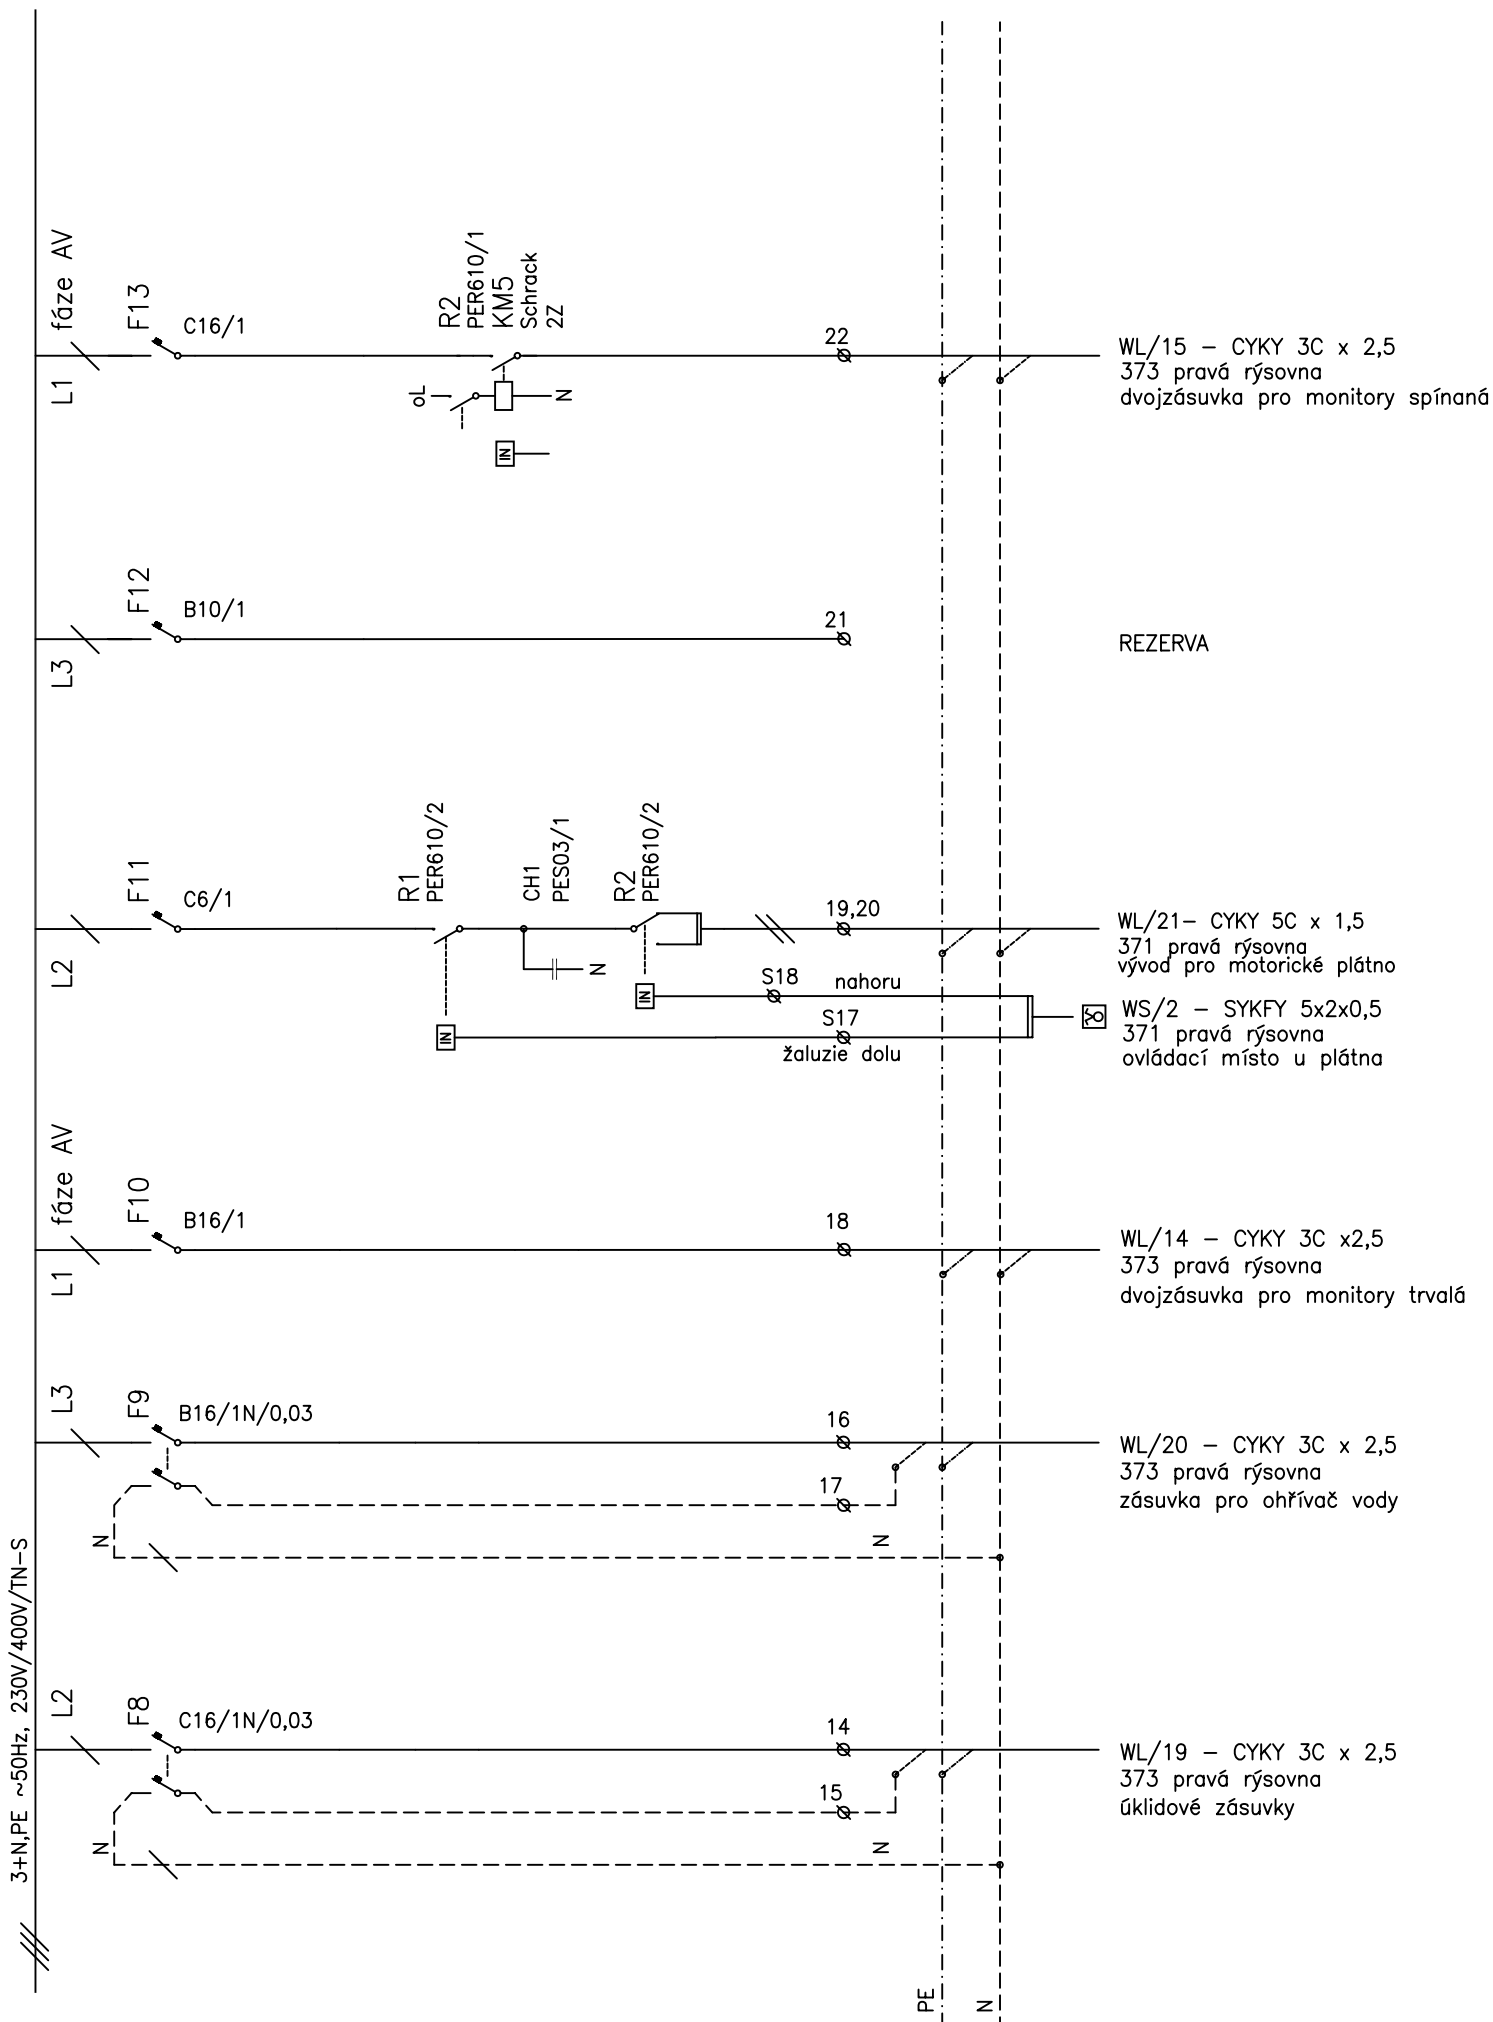 fáze AV
L1
F13
C16/1
R2
PER610/1
KM5
Schrack
2Z
oL
N
IN
22
WL/15 – CYKY 3C x 2,5
373 pravá rýsovna
dvojzásuvka pro monitory spínaná
L3
F12
B10/1
21
REZERVA
L2
F11
C6/1
R1
PER610/2
CH1
PES03/1
R2
PER610/2
N
IN
IN
19,20
S18
nahoru
S17
žaluzie dolu
WL/21– CYKY 5C x 1,5
371 pravá rýsovna
vývod pro motorické plátno
WS/2 – SYKFY 5x2x0,5
371 pravá rýsovna
ovládací místo u plátna
fáze AV
L1
F10
B16/1
18
WL/14 – CYKY 3C x2,5
373 pravá rýsovna
dvojzásuvka pro monitory trvalá
L3
F9
B16/1N/0,03
16
17
N
N
WL/20 – CYKY 3C x 2,5
373 pravá rýsovna
zásuvka pro ohřívač vody
3+N,PE ~50Hz, 230V/400V/TN–S
L2
F8
C16/1N/0,03
14
15
N
N
WL/19 – CYKY 3C x 2,5
373 pravá rýsovna
úklidové zásuvky
PE
N